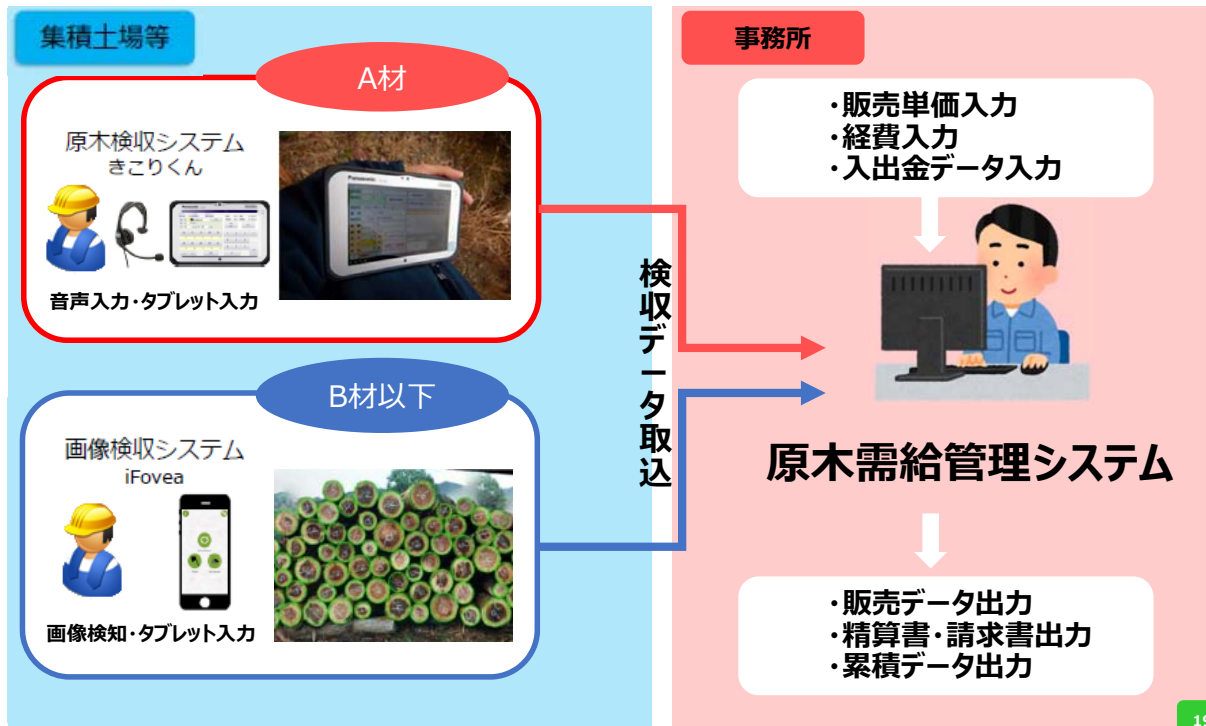 集積土場等
A材
原木検収システム
きこりくん
音声入力・タブレット入力
B材以下
画像検収システム
iFovea
画像検知・タブレット入力
検収データ取込
事務所
・販売単価入力
・経費入力
・入出金データ入力
原木需給管理システム
・販売データ出力
・精算書・請求書出力
・累積データ出力